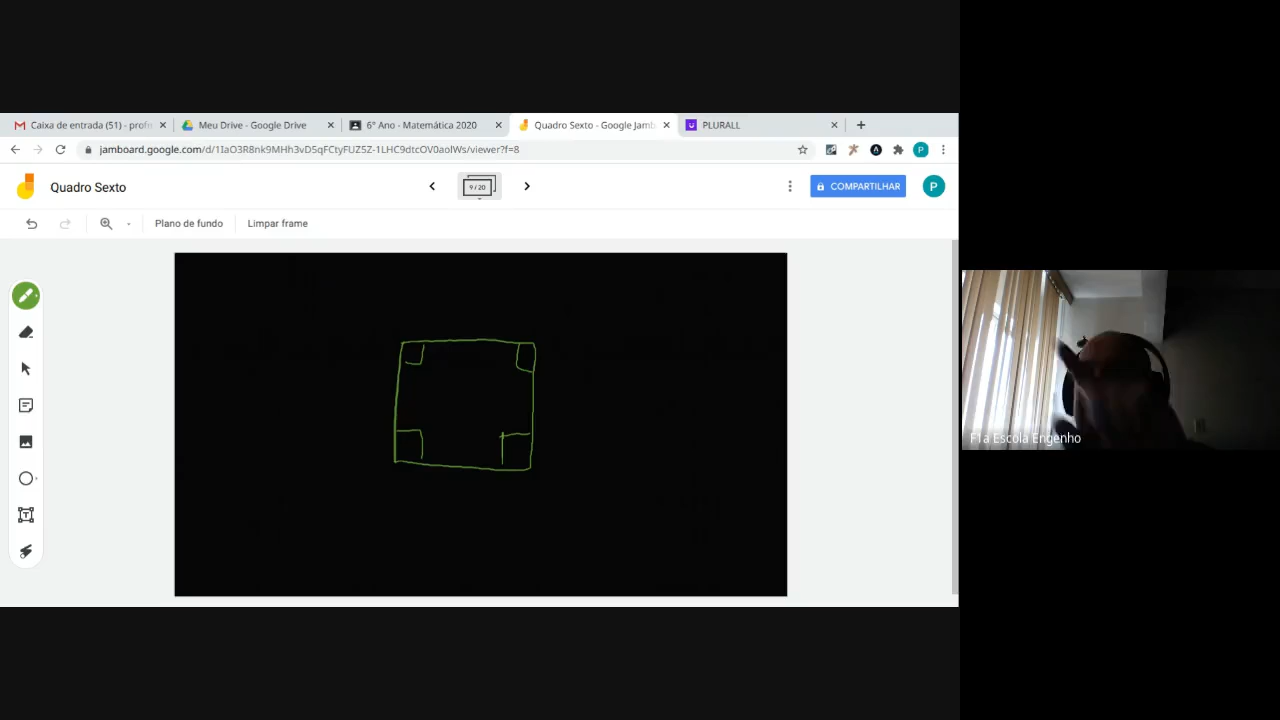 Caixa de entrada (51) - profe
Meu Drive - Google Drive
6° Ano - Matemática 2020
Quadro Sexto - Google Jamb
PLURALL
jamboard.google.com/d/1IaO3R8nk9MHh3vD5qFCtyFUZ5Z-1LHC9dtcOV0aolWs/viewer?f=8
P
Quadro Sexto
9 / 20
COMPARTILHAR
P
Plano de fundo
Limpar frame
F1a Escola Engenho